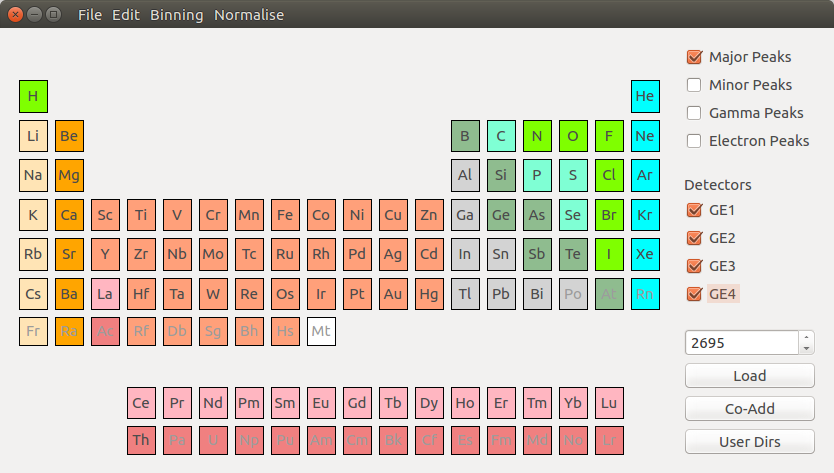 File Edit Binning Normalise
Major Peaks
H He Minor Peaks
Li Be B C N O F Ne Gamma Peaks
Electron Peaks
Na Mg Al Si P S Cl Ar
Detectors
K Ca Sc Ti V Cr Mn Fe Co Ni Cu Zn Ga Ge As Se Br Kr GE1
Rb Sr Y Zr Nb Mo Tc Ru Rh Pd Ag Cd In Sn Sb Te I Xe GE2
GE3
Cs Ba La Hf Ta W Re Os Ir Pt Au Hg Tl Pb Bi Po At Rn GE4
Fr Ra Ac Rf Db Sg Bh Hs Mt 2695
Load
Ce Pr Nd Pm Sm Eu Gd Tb Dy Ho Er Tm Yb Lu Co-Add
Th Pa U Np Pu Am Cm Bk Cf Es Fm Md No Lr User Dirs